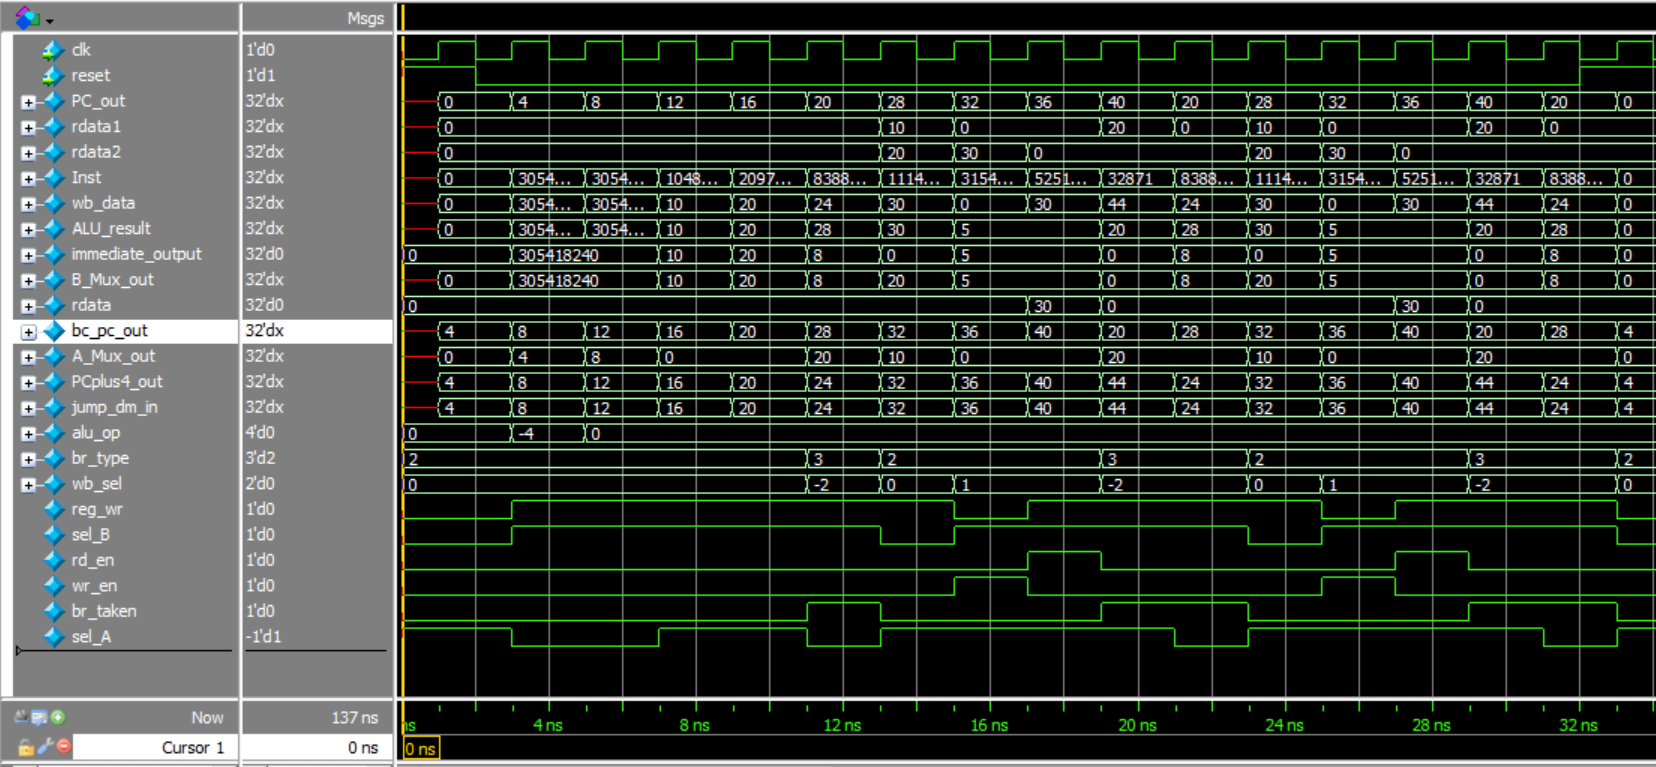 Msgs
clk 1'd0
reset 1'd1
PC_out 32'dx 0 4 8 12 16 20 28 32 36 40 20 28 32 36 40 20 0
rdata1 32'dx 0 10 0 20 0 10 0 20 0
rdata2 32'dx 0 20 30 0 20 30 0
Inst 32'dx 0 3054... 3054... 1048... 2097... 8388... 1114... 3154... 5251... 32871 8388... 1114... 3154... 5251... 32871 8388... 0
wb_data 32'dx 0 3054... 3054... 10 20 24 30 0 30 44 24 30 0 30 44 24 0
ALU_result 32'dx 0 3054... 3054... 10 20 28 30 5 20 28 30 5 20 28 0
immediate_output 32'd0 0 305418240 10 20 8 0 5 0 8 0 5 0 8 0
B_Mux_out 32'dx 0 305418240 10 20 8 20 5 0 8 20 5 0 8 0
rdata 32'd0 0 30 0 30 0
bc_pc_out 32'dx 4 8 12 16 20 28 32 36 40 20 28 32 36 40 20 28 4
A_Mux_out 32'dx 0 4 8 0 20 10 0 20 10 0 20 0
PCplus4_out 32'dx 4 8 12 16 20 24 32 36 40 44 24 32 36 40 44 24 4
jump_dm_in 32'dx 4 8 12 16 20 24 32 36 40 44 24 32 36 40 44 24 4
alu_op 4'd0 0 -4 0
br_type 3'd2 2 3 2 3 2 3 2
wb_sel 2'd0 0 -2 0 1 -2 0 1 -2 0
reg_wr 1'd0
sel_B 1'd0
rd_en 1'd0
wr_en 1'd0
br_taken 1'd0
sel_A -1'd1
Now 137 ns ns 4 ns 8 ns 12 ns 16 ns 20 ns 24 ns 28 ns 32 ns
Cursor 1 0 ns 0 ns